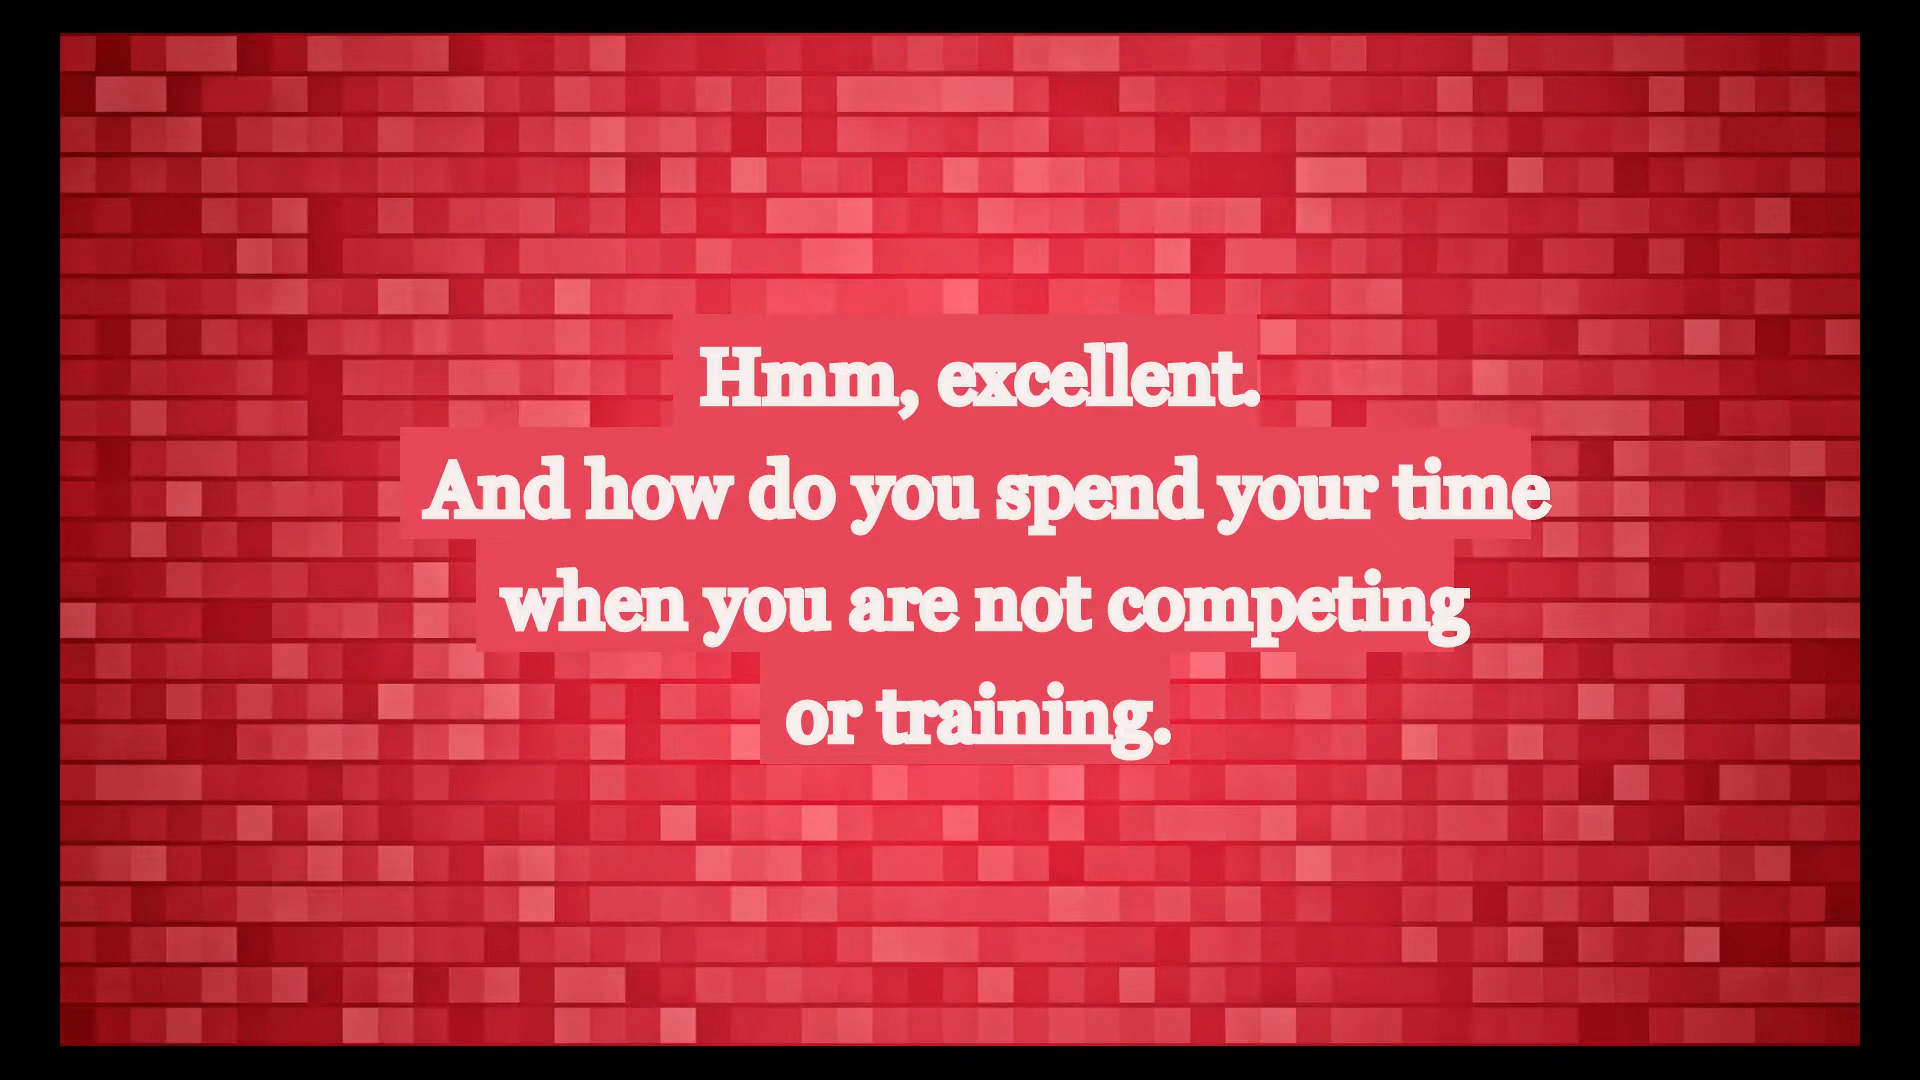 Hmm, excellent.
And how do you spend your time
when you are not competing
or training.